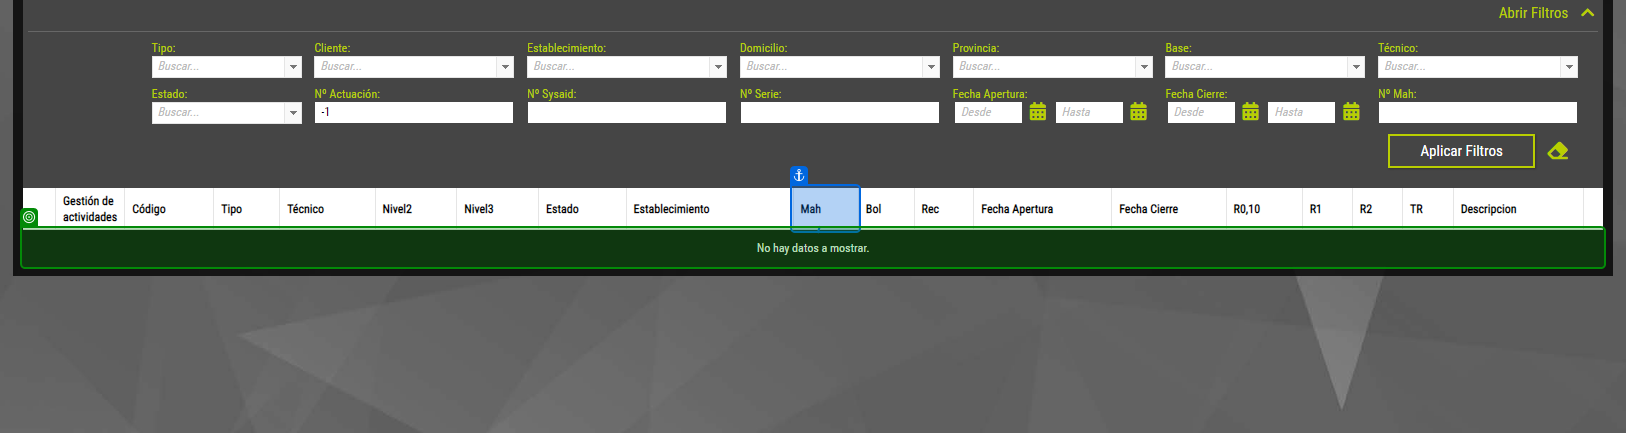 Abrir Filtros
Tipo: Cliente: Establecimiento: Domicilio: Provincia: Base: Técnico:
Buscar... Buscar... Buscar... Buscar... Buscar... Buscar... Buscar...
Estado: Nº Actuación: Nº Sysaid: Nº Serie: Fecha Apertura: Fecha Cierre: Nº Mah:
Buscar... -1 Desde Hasta Desde Hasta
Aplicar Filtros
Gestión de actividades Código Tipo Técnico Nivel2 Nivel3 Estado Establecimiento Mah Bol Rec Fecha Apertura Fecha Cierre R0,10 R1 R2 TR Descripcion
No hay datos a mostrar.